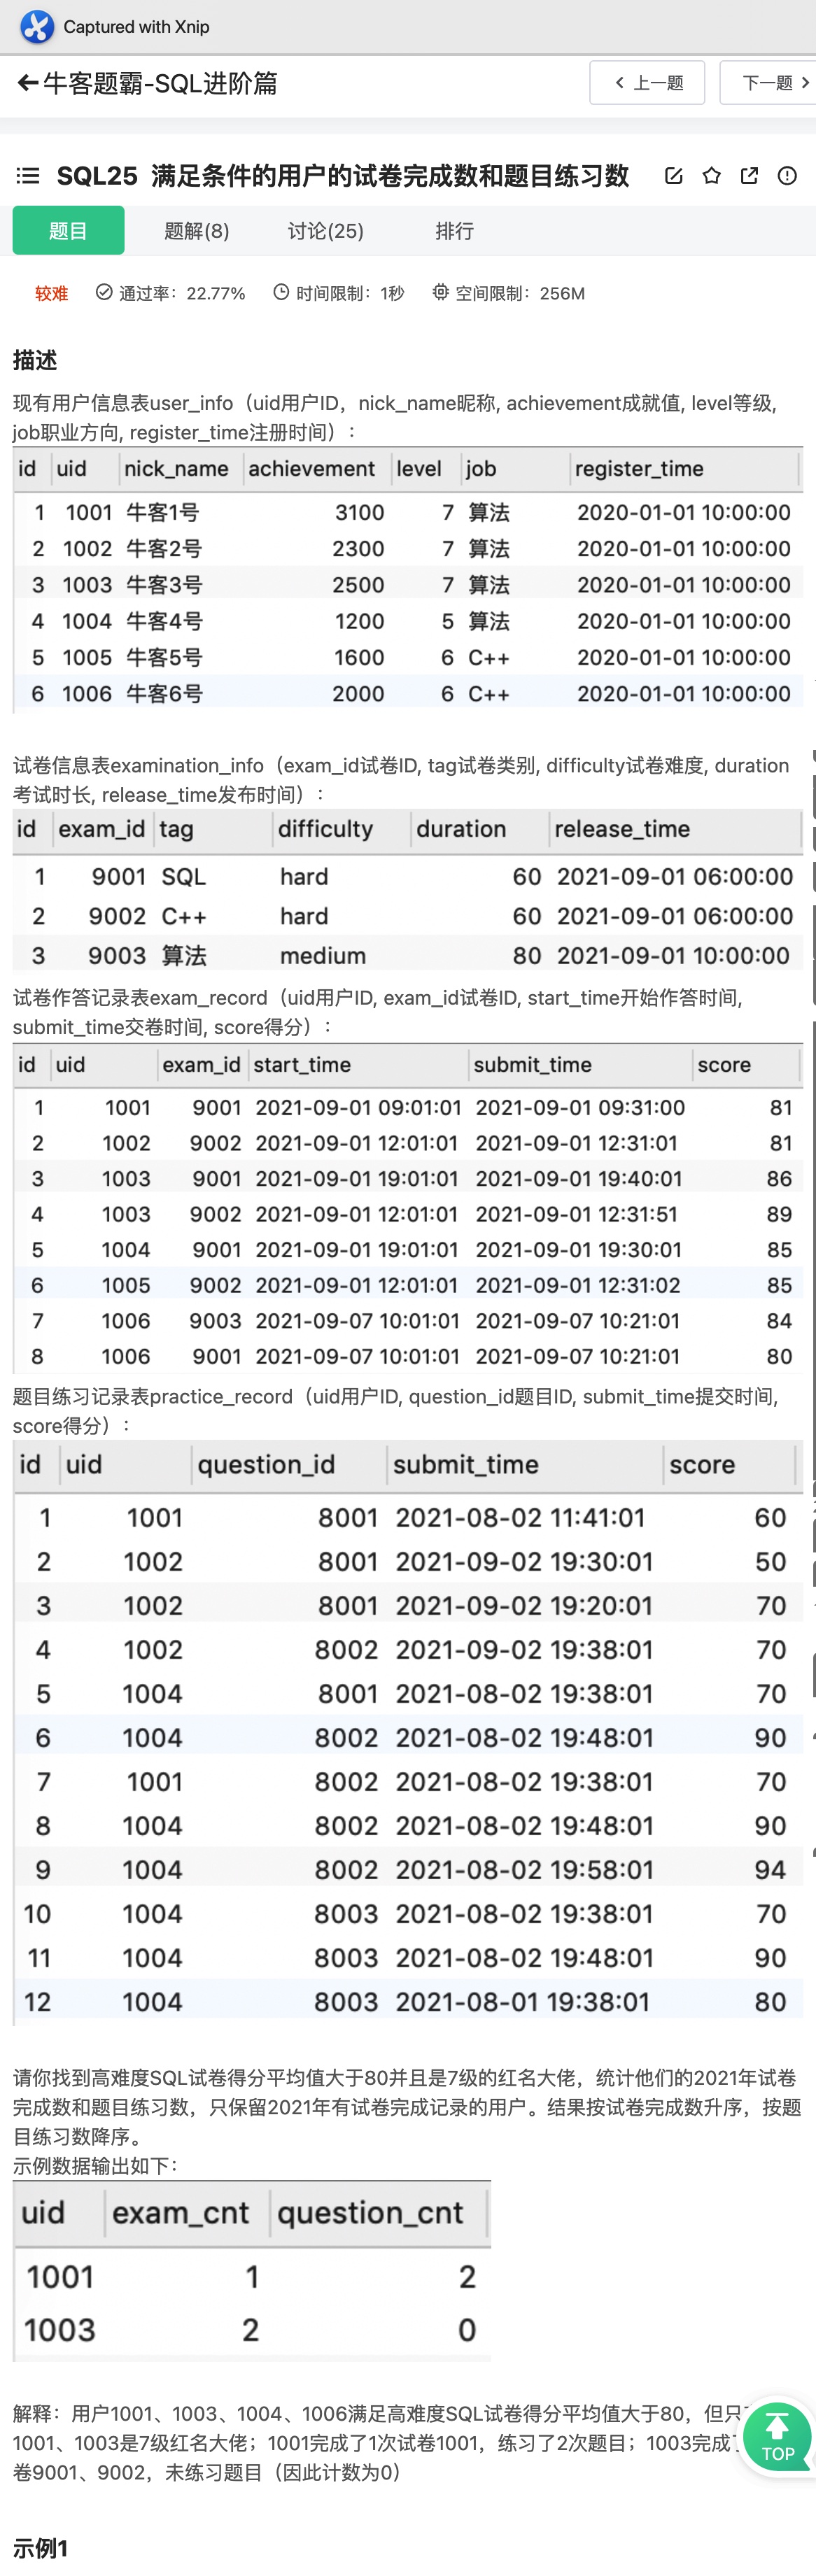 Captured with Xnip
牛客题霸-SQL进阶篇
上一题
下一题
SQL25 满足条件的用户的试卷完成数和题目练习数
题目 题解(8) 讨论(25) 排行
较难 通过率：22.77% 时间限制：1秒 空间限制：256M
描述
现有用户信息表user_info（uid用户ID，nick_name昵称, achievement成就值, level等级,
job职业方向, register_time注册时间）：
id uid nick_name achievement level job register_time
1 1001 牛客1号 3100 7 算法 2020-01-01 10:00:00
2 1002 牛客2号 2300 7 算法 2020-01-01 10:00:00
3 1003 牛客3号 2500 7 算法 2020-01-01 10:00:00
4 1004 牛客4号 1200 5 算法 2020-01-01 10:00:00
5 1005 牛客5号 1600 6 C++ 2020-01-01 10:00:00
6 1006 牛客6号 2000 6 C++ 2020-01-01 10:00:00
试卷信息表examination_info（exam_id试卷ID, tag试卷类别, difficulty试卷难度, duration
考试时长, release_time发布时间）：
id exam_id tag difficulty duration release_time
1 9001 SQL hard 60 2021-09-01 06:00:00
2 9002 C++ hard 60 2021-09-01 06:00:00
3 9003 算法 medium 80 2021-09-01 10:00:00
试卷作答记录表exam_record（uid用户ID, exam_id试卷ID, start_time开始作答时间,
submit_time交卷时间, score得分）：
id uid exam_id start_time submit_time score
1 1001 9001 2021-09-01 09:01:01 2021-09-01 09:31:00 81
2 1002 9002 2021-09-01 12:01:01 2021-09-01 12:31:01 81
3 1003 9001 2021-09-01 19:01:01 2021-09-01 19:40:01 86
4 1003 9002 2021-09-01 12:01:01 2021-09-01 12:31:51 89
5 1004 9001 2021-09-01 19:01:01 2021-09-01 19:30:01 85
6 1005 9002 2021-09-01 12:01:01 2021-09-01 12:31:02 85
7 1006 9003 2021-09-07 10:01:01 2021-09-07 10:21:01 84
8 1006 9001 2021-09-07 10:01:01 2021-09-07 10:21:01 80
题目练习记录表practice_record（uid用户ID, question_id题目ID, submit_time提交时间,
score得分）：
id uid question_id submit_time score
1 1001 8001 2021-08-02 11:41:01 60
2 1002 8001 2021-09-02 19:30:01 50
3 1002 8001 2021-09-02 19:20:01 70
4 1002 8002 2021-09-02 19:38:01 70
5 1004 8001 2021-08-02 19:38:01 70
6 1004 8002 2021-08-02 19:48:01 90
7 1001 8002 2021-08-02 19:38:01 70
8 1004 8002 2021-08-02 19:48:01 90
9 1004 8002 2021-08-02 19:58:01 94
10 1004 8003 2021-08-02 19:38:01 70
11 1004 8003 2021-08-02 19:48:01 90
12 1004 8003 2021-08-01 19:38:01 80
请你找到高难度SQL试卷得分平均值大于80并且是7级的红名大佬，统计他们的2021年试卷
完成数和题目练习数，只保留2021年有试卷完成记录的用户。结果按试卷完成数升序，按题
目练习数降序。
示例数据输出如下：
uid exam_cnt question_cnt
1001 1 2
1003 2 0
解释：用户1001、1003、1004、1006满足高难度SQL试卷得分平均值大于80，但只
1001、1003是7级红名大佬；1001完成了1次试卷1001，练习了2次题目；1003完成
卷9001、9002，未练习题目（因此计数为0）
TOP
示例1